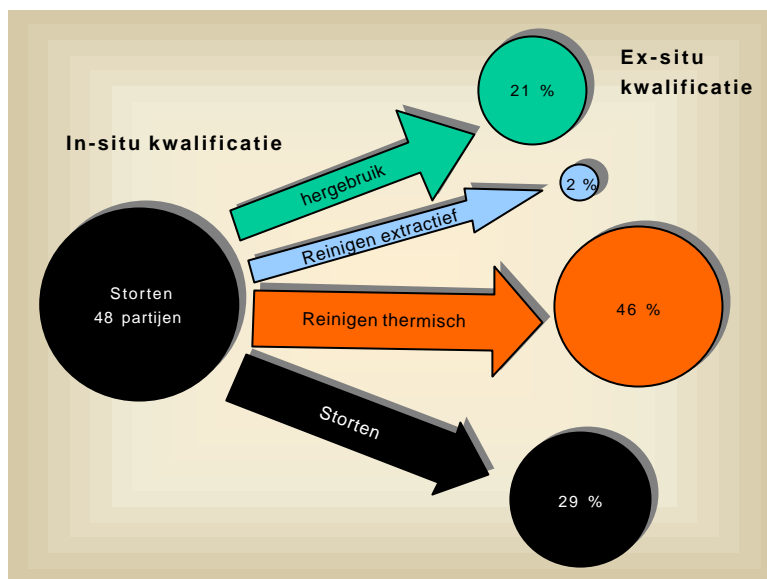 Ex-situ
kwalificatie
21 %
In-situ kwalificatie
hergebruik
2 %
Reinigen extractief
Storten
48 partijen
Reinigen thermisch
46 %
Storten
29 %